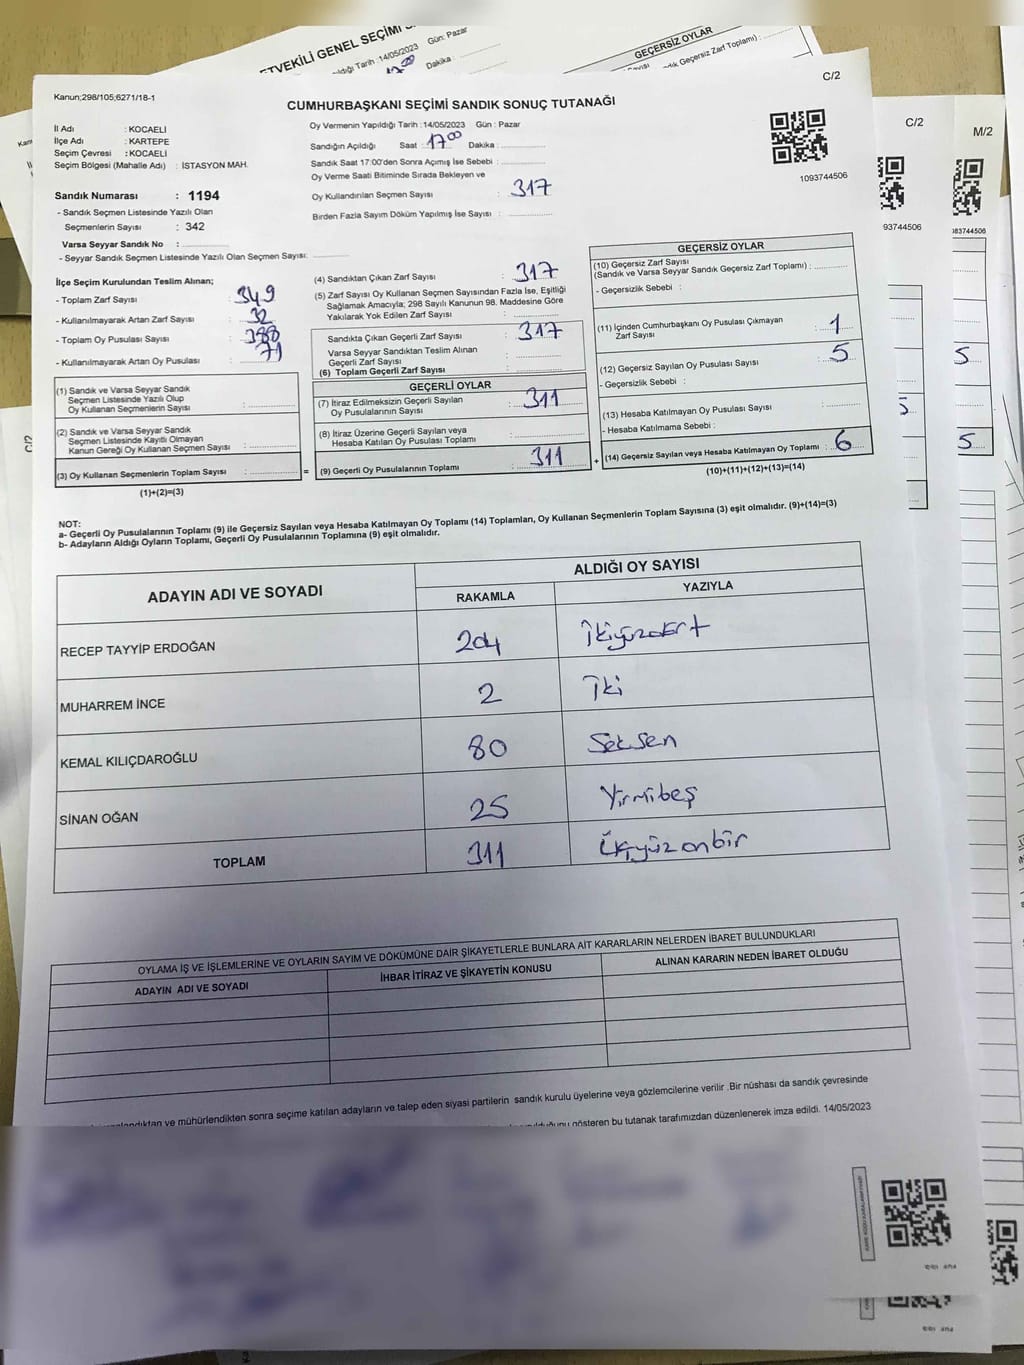 ETVEKİLİ GENEL SEÇİMİ
Tarih :14/05/2023 Gün: Pazar
Dakika :
GEÇERSİZ OYLAR
Geçersiz Zarf Toplamı) :
C/2
Kanun;298/105;6271/18-1
CUMHURBAŞKANI SEÇİMİ SANDIK SONUÇ TUTANAĞI
İl Adı : KOCAELİ
İlçe Adı : KARTEPE
Seçim Çevresi : KOCAELİ
Seçim Bölgesi (Mahalle Adı) : İSTASYON MAH.
Sandık Numarası : 1194
- Sandık Seçmen Listesinde Yazılı Olan
Seçmenlerin Sayısı : 342
Varsa Seyyar Sandık No :
- Seyyar Sandık Seçmen Listesinde Yazılı Olan Seçmen Sayısı:
Oy Vermenin Yapıldığı Tarih :14/05/2023 Gün : Pazar
Sandığın Açıldığı Saat : 17 00 Dakika :
Sandık Saat 17:00'den Sonra Açımış İse Sebebi :
Oy Verme Saati Bitiminde Sırada Bekleyen ve
Oy Kullandırılan Seçmen Sayısı : 317
Birden Fazla Sayım Döküm Yapılmış İse Sayısı :
1093744506
İlçe Seçim Kurulundan Teslim Alınan;
- Toplam Zarf Sayısı : 349
- Kullanılmayarak Artan Zarf Sayısı : 32
- Toplam Oy Pusulası Sayısı : 388
- Kullanılmayarak Artan Oy Pusulası : 71
(1) Sandık ve Varsa Seyyar Sandık
Seçmen Listesinde Yazılı Olup
Oy Kullanan Seçmenlerin Sayısı :
(2) Sandık ve Varsa Seyyar Sandık
Seçmen Listesinde Kayıtlı Olmayan
Kanun Gereği Oy Kullanan Seçmen Sayısı :
(3) Oy Kullanan Seçmenlerin Toplam Sayısı :
(1)+(2)=(3)
(4) Sandıktan Çıkan Zarf Sayısı : 317
(5) Zarf Sayısı Oy Kullanan Seçmen Sayısından Fazla İse, Eşitliği
Sağlamak Amacıyla; 298 Sayılı Kanunun 98. Maddesine Göre
Yakılarak Yok Edilen Zarf Sayısı :
Sandıkta Çıkan Geçerli Zarf Sayısı : 317
Varsa Seyyar Sandıktan Teslim Alınan
Geçerli Zarf Sayısı :
(6) Toplam Geçerli Zarf Sayısı :
GEÇERLİ OYLAR
(7) İtiraz Edilmeksizin Geçerli Sayılan
Oy Pusulalarının Sayısı : 311
(8) İtiraz Üzerine Geçerli Sayılan veya
Hesaba Katılan Oy Pusulası Toplamı :
= (9) Geçerli Oy Pusulalarının Toplamı : 311 +
GEÇERSİZ OYLAR
(10) Geçersiz Zarf Sayısı
(Sandık ve Varsa Seyyar Sandık Geçersiz Zarf Toplamı) :
- Geçersizlik Sebebi :
(11) İçinden Cumhurbaşkanı Oy Pusulası Çıkmayan
Zarf Sayısı : 1
(12) Geçersiz Sayılan Oy Pusulası Sayısı : 5
- Geçersizlik Sebebi :
(13) Hesaba Katılmayan Oy Pusulası Sayısı :
- Hesaba Katılmama Sebebi :
(14) Geçersiz Sayılan veya Hesaba Katılmayan Oy Toplamı : 6
(10)+(11)+(12)+(13)=(14)
NOT:
a- Geçerli Oy Pusulalarının Toplamı (9) ile Geçersiz Sayılan veya Hesaba Katılmayan Oy Toplamı (14) Toplamları, Oy Kullanan Seçmenlerin Toplam Sayısına (3) eşit olmalıdır. (9)+(14)=(3)
b- Adayların Aldığı Oyların Toplamı, Geçerli Oy Pusulalarının Toplamına (9) eşit olmalıdır.
ADAYIN ADI VE SOYADI
ALDIĞI OY SAYISI
RAKAMLA YAZIYLA
RECEP TAYYİP ERDOĞAN 204 İkiyüzdört
MUHARREM İNCE 2 İki
KEMAL KILIÇDAROĞLU 80 Seksen
SİNAN OĞAN 25 Yirmibeş
TOPLAM 311 Üçyüzonbir
OYLAMA İŞ VE İŞLEMLERİNE VE OYLARIN SAYIM VE DÖKÜMÜNE DAİR ŞİKAYETLERLE BUNLARA AİT KARARLARIN NELERDEN İBARET BULUNDUKLARI
ADAYIN ADI VE SOYADI İHBAR İTİRAZ VE ŞİKAYETİN KONUSU ALINAN KARARIN NEDEN İBARET OLDUĞU
ve mühürlendikten sonra seçime katılan adayların ve talep eden siyasi partilerin sandık kurulu üyelerine veya gözlemcilerine verilir .Bir nüshası da sandık çevresinde
gösteren bu tutanak tarafımızdan düzenlenerek imza edildi. 14/05/2023
C/2
93744506
5
M/2
5
5